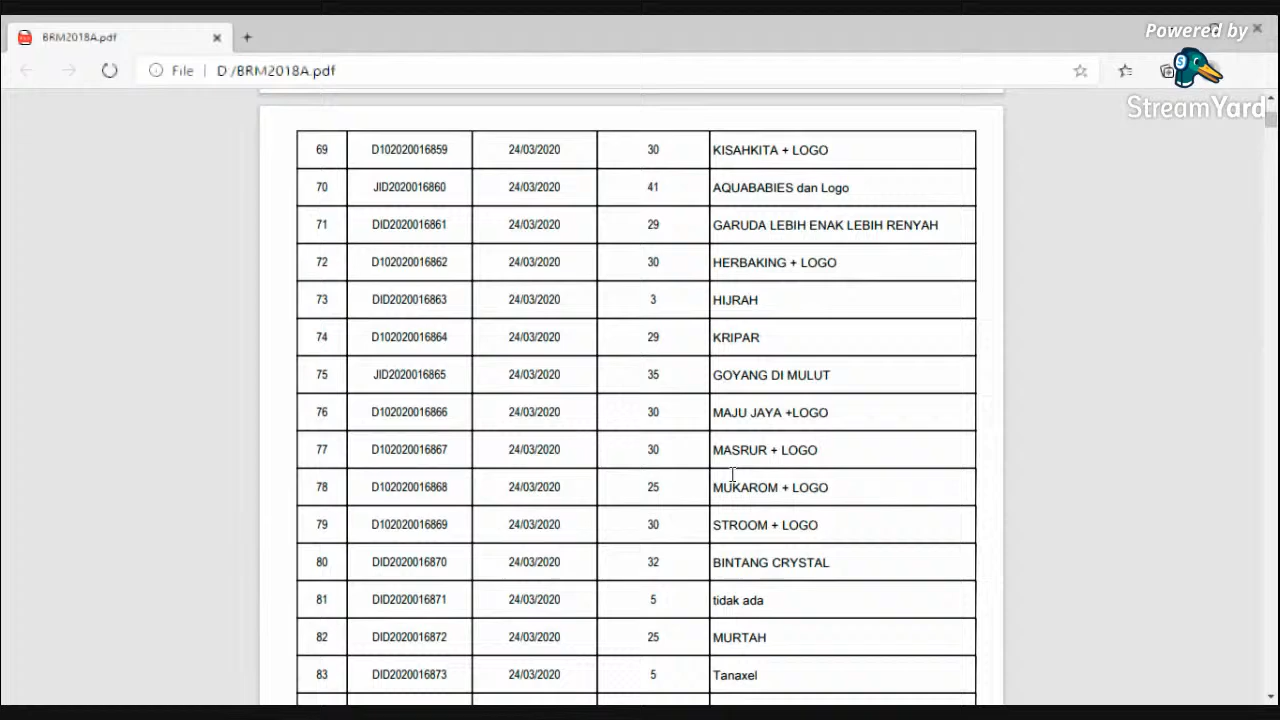 BRM2018A.pdf
Powered by
File D:/BRM2018A.pdf
StreamYard
69 D102020016859 24/03/2020 30 KISAHKITA + LOGO
70 JID2020016860 24/03/2020 41 AQUABABIES dan Logo
71 DID2020016861 24/03/2020 29 GARUDA LEBIH ENAK LEBIH RENYAH
72 D102020016862 24/03/2020 30 HERBAKING + LOGO
73 DID2020016863 24/03/2020 3 HIJRAH
74 D102020016864 24/03/2020 29 KRIPAR
75 JID2020016865 24/03/2020 35 GOYANG DI MULUT
76 D102020016866 24/03/2020 30 MAJU JAYA +LOGO
77 D102020016867 24/03/2020 30 MASRUR + LOGO
78 D102020016868 24/03/2020 25 MUKAROM + LOGO
79 D102020016869 24/03/2020 30 STROOM + LOGO
80 DID2020016870 24/03/2020 32 BINTANG CRYSTAL
81 DID2020016871 24/03/2020 5 tidak ada
82 DID2020016872 24/03/2020 25 MURTAH
83 DID2020016873 24/03/2020 5 Tanaxel